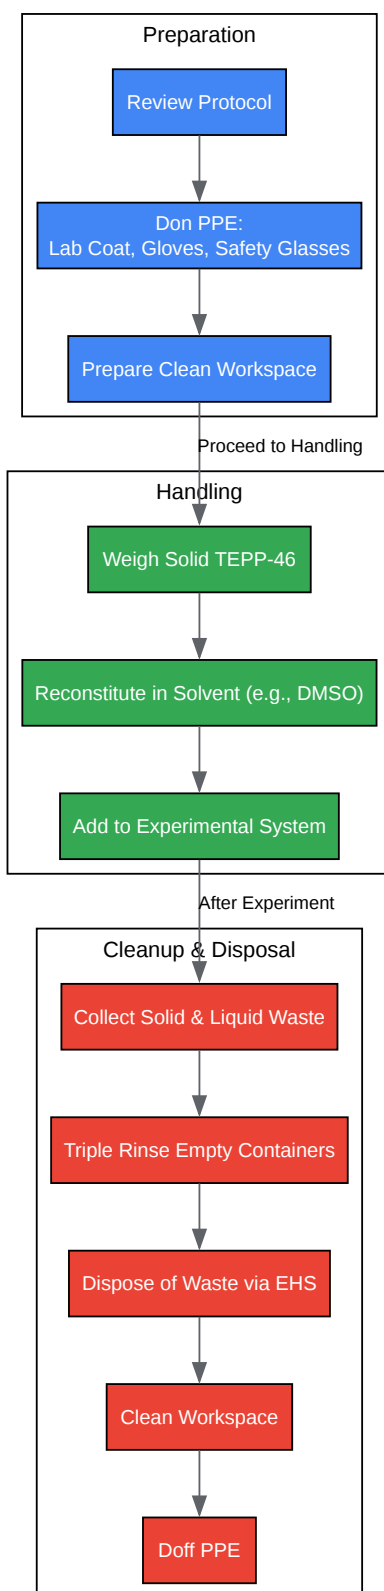 Preparation
Review Protocol
Don PPE:
Lab Coat, Gloves, Safety Glasses
Prepare Clean Workspace
Proceed to Handling
Handling
Weigh Solid TEPP-46
Reconstitute in Solvent (e.g., DMSO)
Add to Experimental System
After Experiment
Cleanup & Disposal
Collect Solid & Liquid Waste
Triple Rinse Empty Containers
Dispose of Waste via EHS
Clean Workspace
Doff PPE